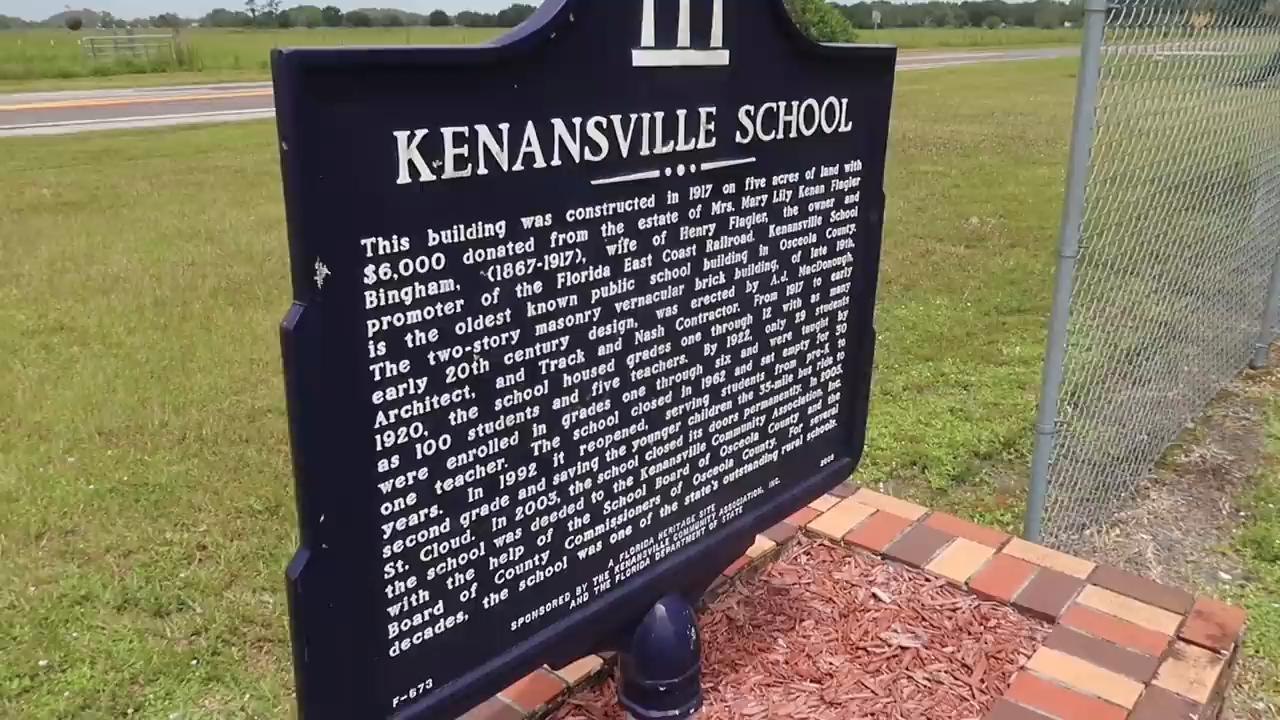 KENANSVILLE SCHOOL
This building was constructed in 1917 on five acres of land with
$6,000 donated from the estate of Mrs. Mary Lily Kenan Flagler
Bingham, (1867-1917), wife of Henry Flagler, the owner and
promoter of the Florida East Coast Railroad. Kenansville School
is the oldest known public school building in Osceola County.
The two-story masonry vernacular brick building, of late 19th,
early 20th century design, was erected by A.J. MacDonough,
Architect, and Track and Nash Contractor. From 1917 to early
1920, the school housed grades one through 12 with as many
as 100 students and five teachers. By 1922, only 29 students
were enrolled in grades one through six and were taught by
one teacher. The school closed in 1962 and sat empty for 30
years. In 1992 it reopened, serving students from pre-K to
second grade and saving the younger children the 35-mile bus ride to
St. Cloud. In 2003, the school closed its doors permanently. In 2005,
the school was deeded to the Kenansville Community Association, Inc.
with the help of the School Board of Osceola County and the
Board of County Commissioners of Osceola County. For several
decades, the school was one of the state's outstanding rural schools.
A FLORIDA HERITAGE SITE
SPONSORED BY THE KENANSVILLE COMMUNITY ASSOCIATION, INC.
AND THE FLORIDA DEPARTMENT OF STATE
F-673